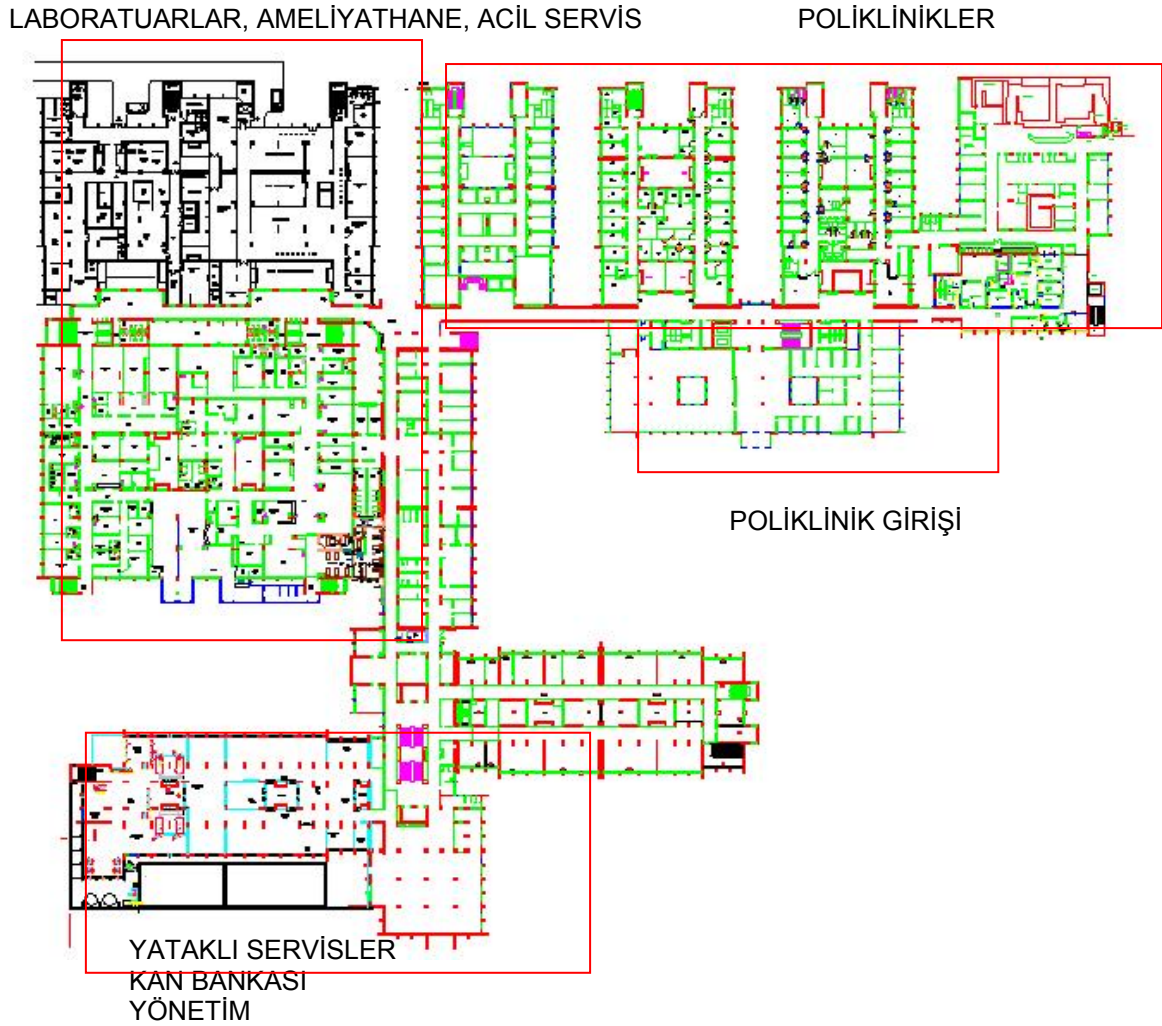 LABORATUARLAR, AMELİYATHANE, ACİL SERVİS
POLİKLİNİKLER
POLİKLİNİK GİRİŞİ
YATAKLI SERVİSLER
KAN BANKASI
YÖNETİM